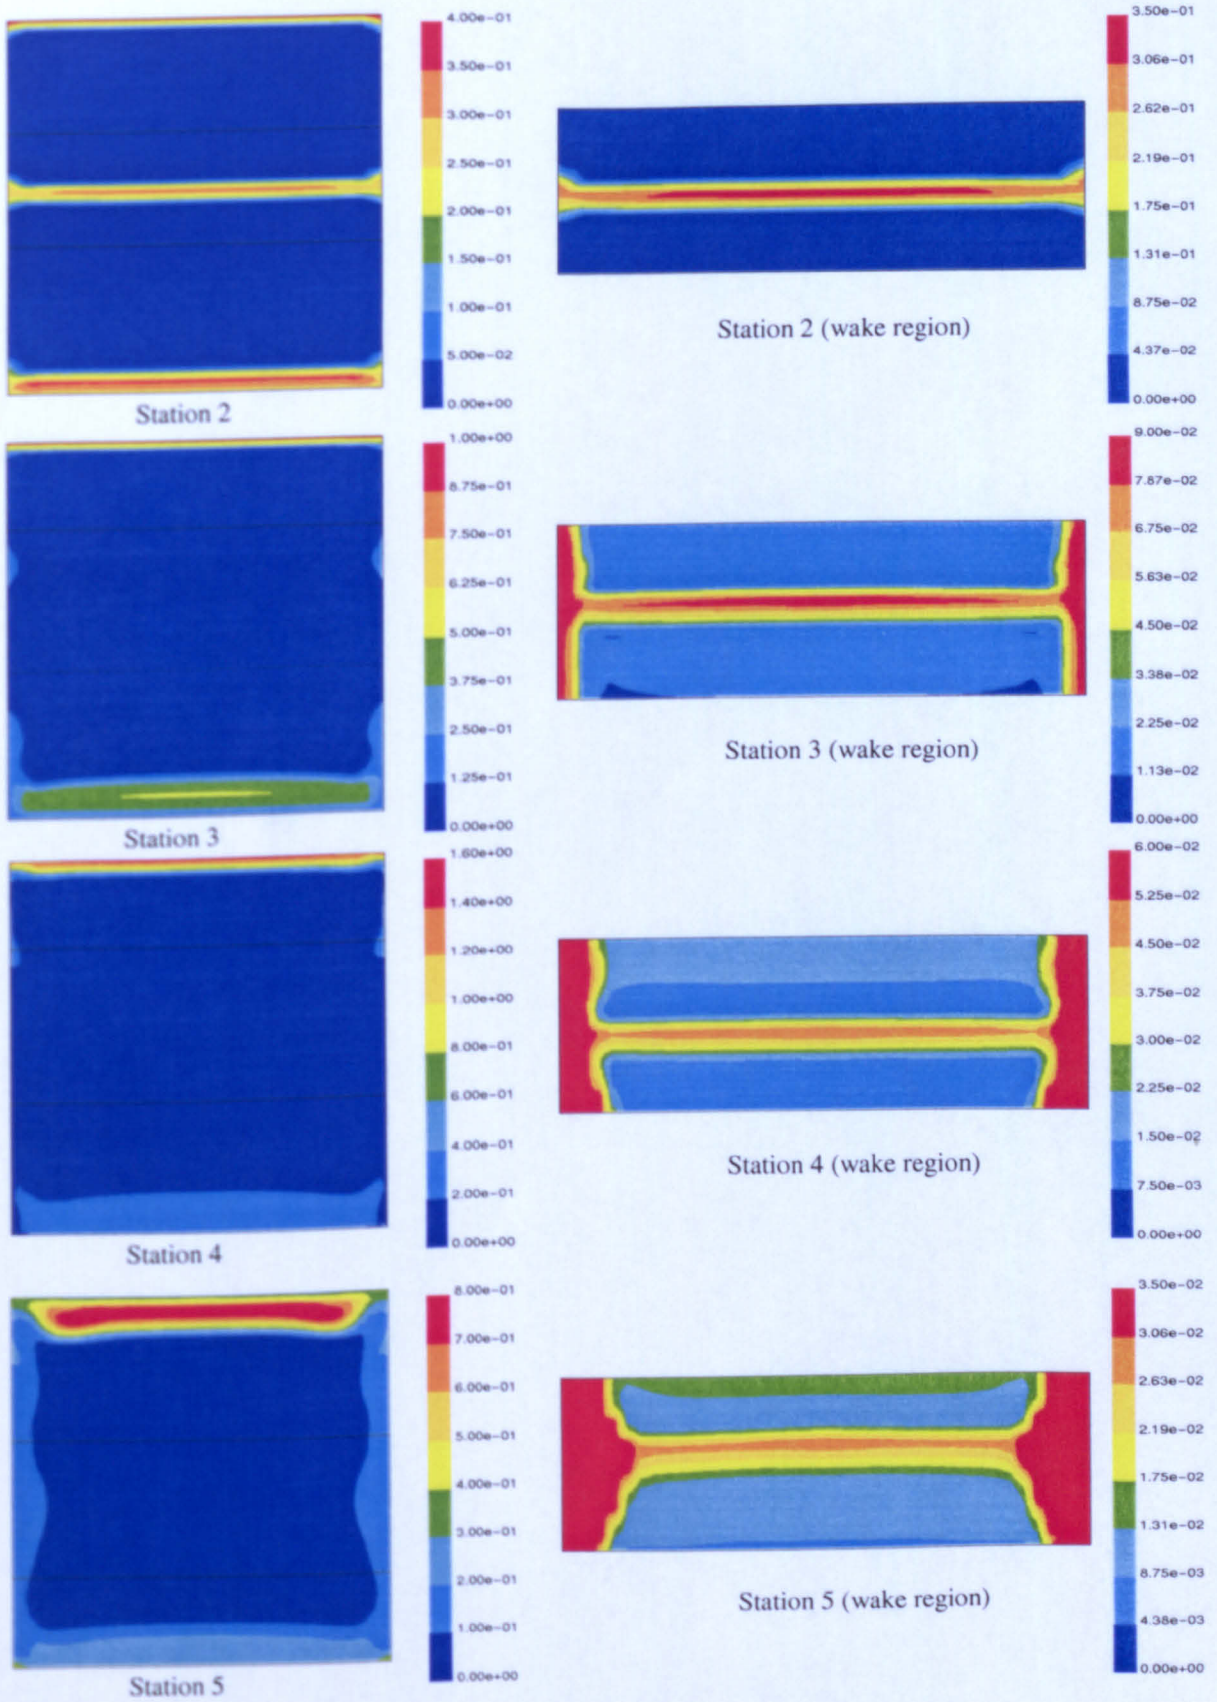 4.00e-01
3.50e-01
3.00e-01
2.50e-01
2.00e-01
1.50e-01
1.00e-01
5.00e-02
0.00e+00
Station 2
3.50e-01
3.06e-01
2.62e-01
2.19e-01
1.75e-01
1.31e-01
8.75e-02
4.37e-02
0.00e+00
Station 2 (wake region)
1.00e+00
8.75e-01
7.50e-01
6.25e-01
5.00e-01
3.75e-01
2.50e-01
1.25e-01
0.00e+00
Station 3
9.00e-02
7.87e-02
6.75e-02
5.63e-02
4.50e-02
3.38e-02
2.25e-02
1.13e-02
0.00e+00
Station 3 (wake region)
1.60e+00
1.40e+00
1.20e+00
1.00e+00
8.00e-01
6.00e-01
4.00e-01
2.00e-01
0.00e+00
Station 4
6.00e-02
5.25e-02
4.50e-02
3.75e-02
3.00e-02
2.25e-02
1.50e-02
7.50e-03
0.00e+00
Station 4 (wake region)
8.00e-01
7.00e-01
6.00e-01
5.00e-01
4.00e-01
3.00e-01
2.00e-01
1.00e-01
0.00e+00
Station 5
3.50e-02
3.06e-02
2.63e-02
2.19e-02
1.75e-02
1.31e-02
8.75e-03
4.38e-03
0.00e+00
Station 5 (wake region)